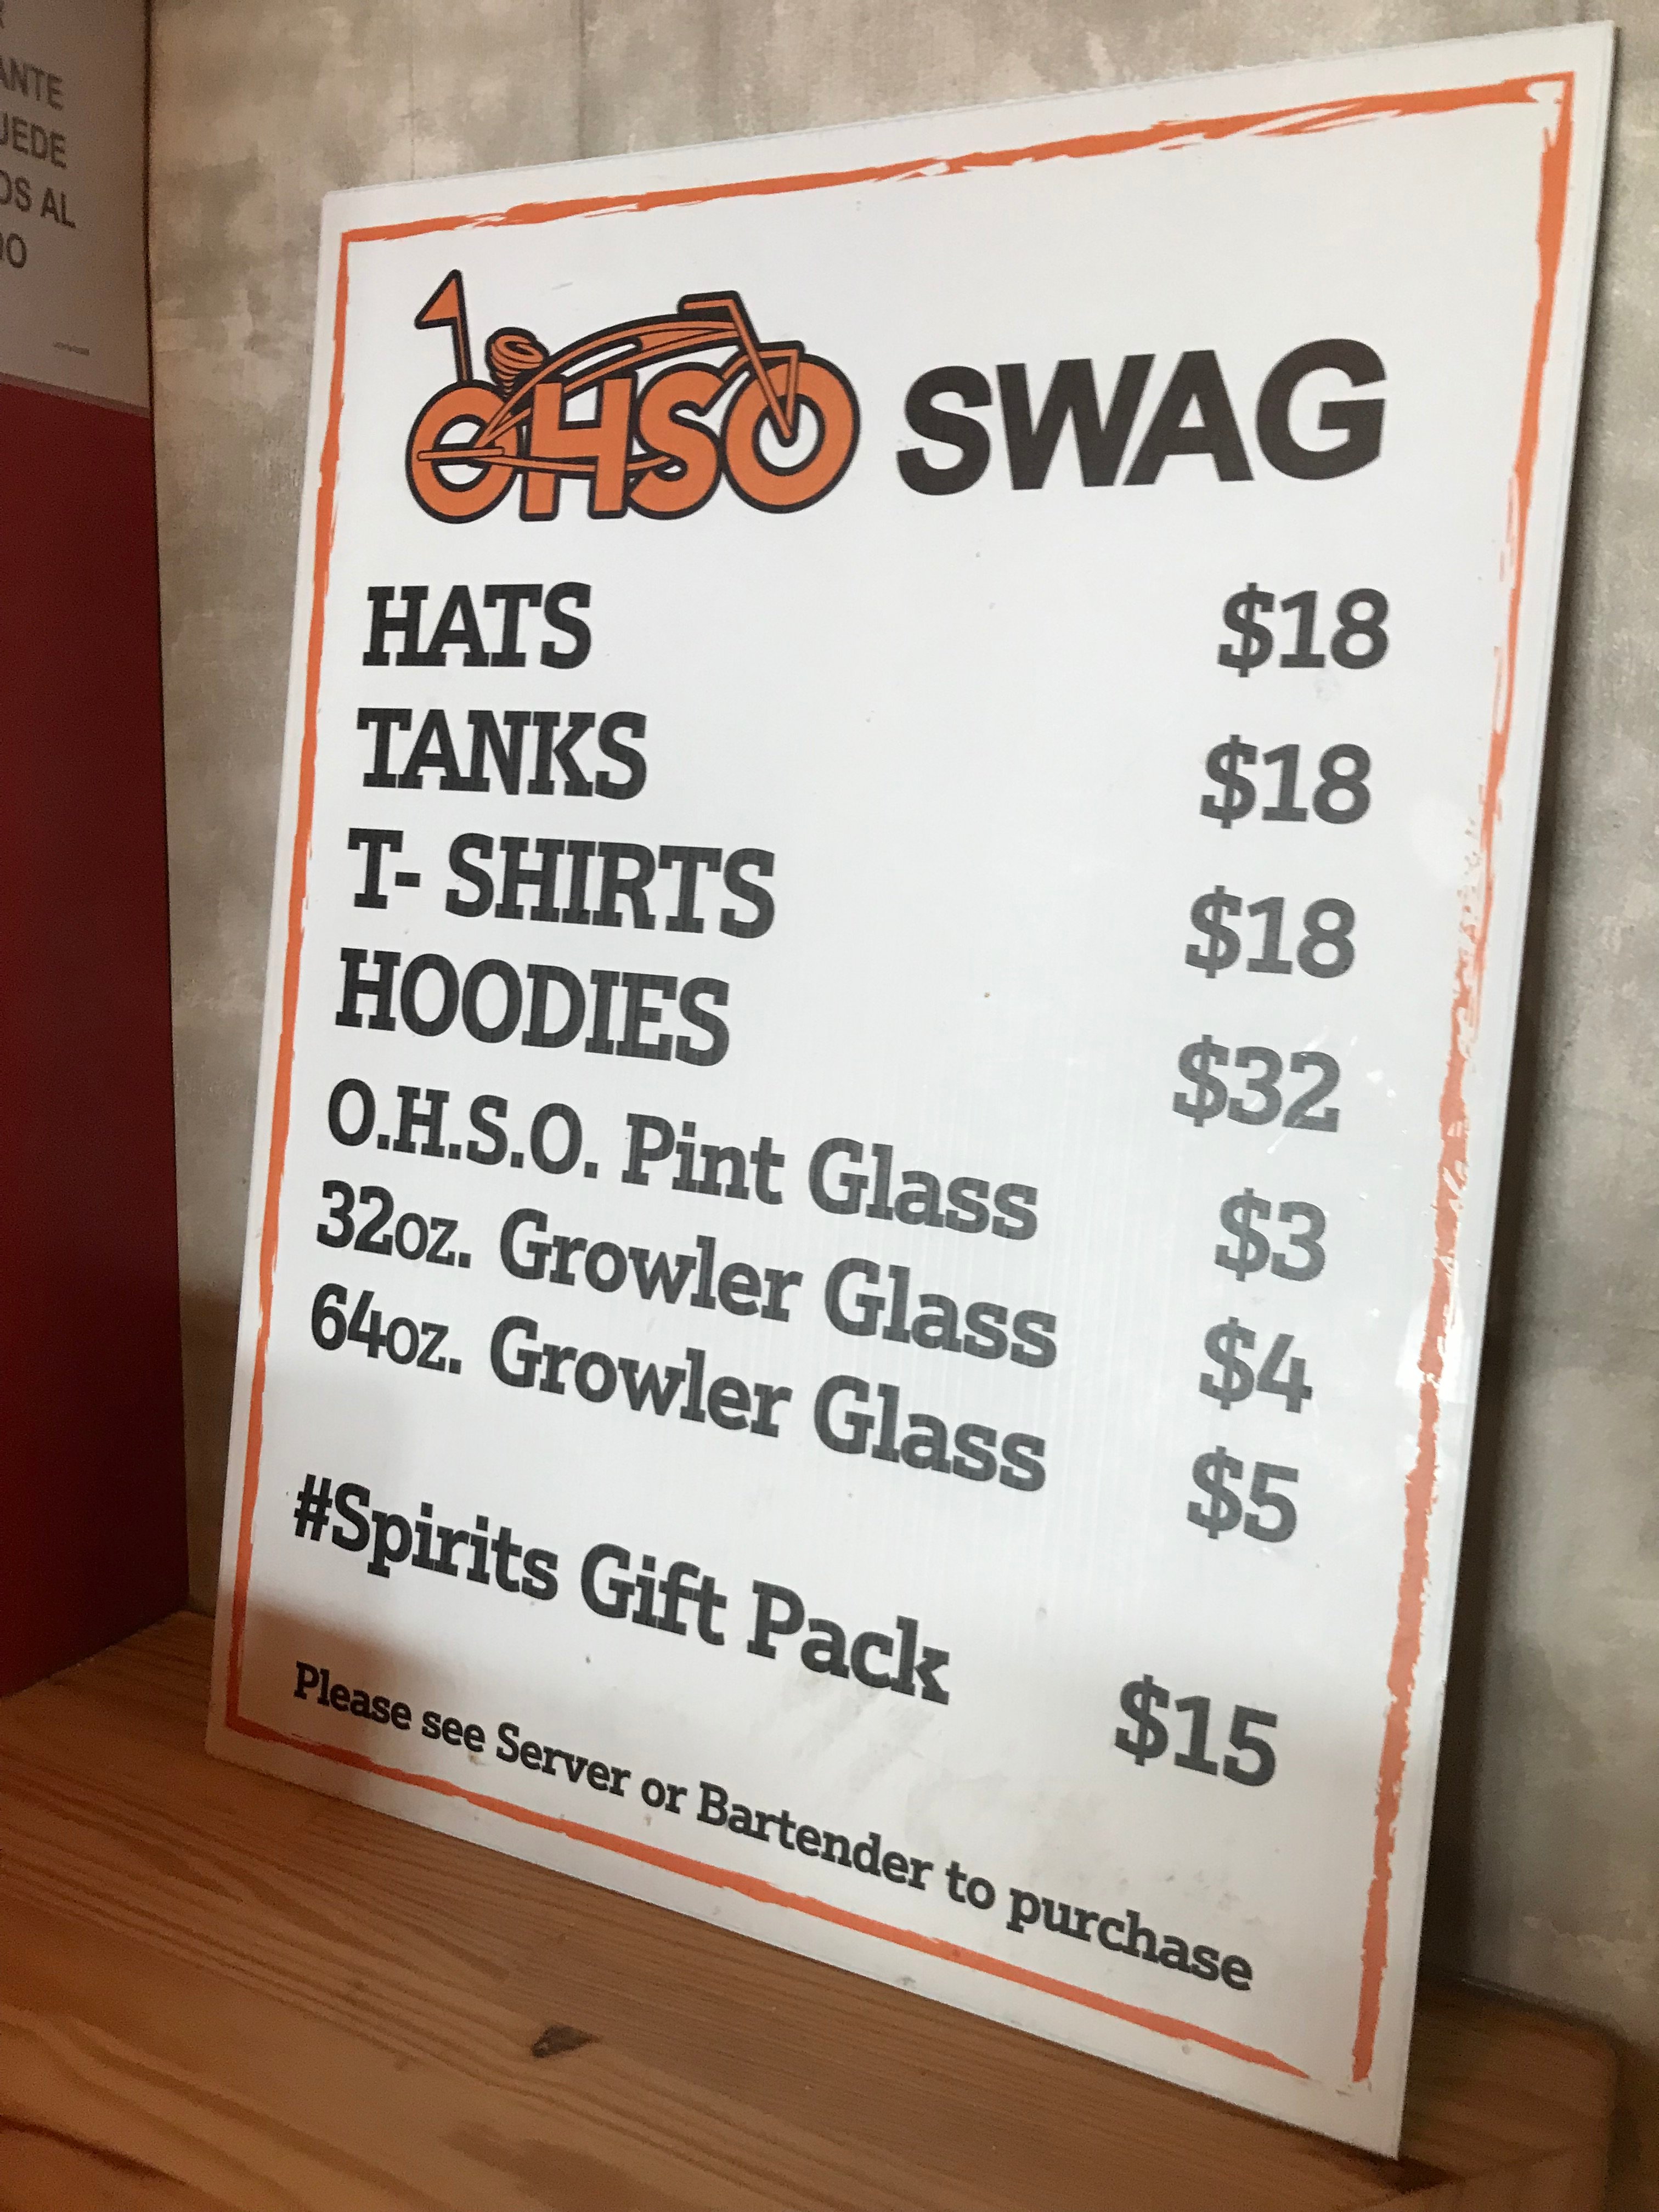 ANTE
OS AL
OHSO SWAG
HATS $18
TANKS $18
T- SHIRTS $18
HOODIES $32
O.H.S.O. Pint Glass $3
32oz. Growler Glass $4
64oz. Growler Glass $5
#Spirits Gift Pack $15
Please see Server or Bartender to purchase